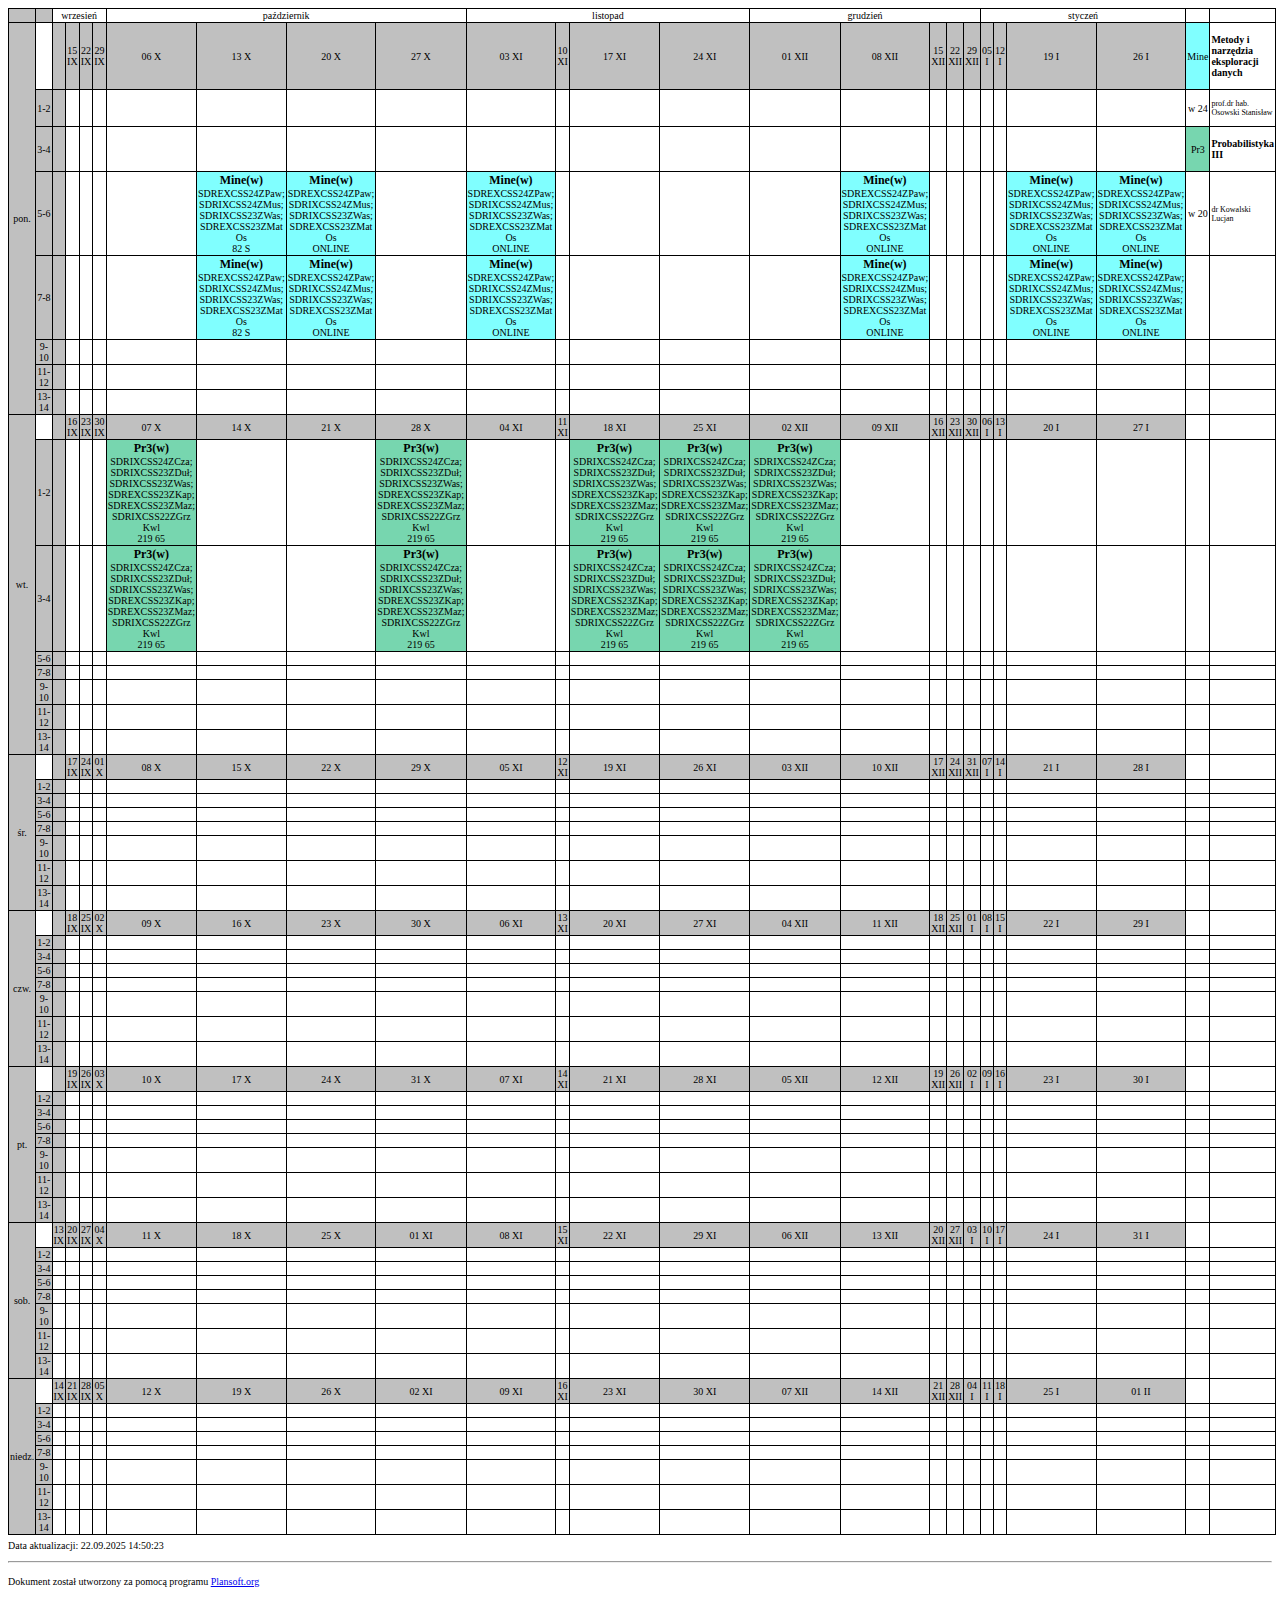 wrzesień październik listopad grudzień styczeń
pon. 15 IX 22 IX 29 IX 06 X 13 X 20 X 27 X 03 XI 10 XI 17 XI 24 XI 01 XII 08 XII 15 XII 22 XII 29 XII 05 I 12 I 19 I 26 I Mine Metody i narzędzia eksploracji danych
1-2 w 24 prof.dr hab. Osowski Stanisław
3-4 Pr3 Probabilistyka III
5-6 w 20 dr Kowalski Lucjan
Mine(w) Mine(w) Mine(w) Mine(w) Mine(w) Mine(w)
SDREXCSS24ZPaw; SDREXCSS24ZPaw; SDREXCSS24ZPaw; SDREXCSS24ZPaw; SDREXCSS24ZPaw; SDREXCSS24ZPaw;
SDRIXCSS24ZMus; SDRIXCSS24ZMus; SDRIXCSS24ZMus; SDRIXCSS24ZMus; SDRIXCSS24ZMus; SDRIXCSS24ZMus;
SDRIXCSS23ZWas; SDRIXCSS23ZWas; SDRIXCSS23ZWas; SDRIXCSS23ZWas; SDRIXCSS23ZWas; SDRIXCSS23ZWas;
SDREXCSS23ZMat SDREXCSS23ZMat SDREXCSS23ZMat SDREXCSS23ZMat SDREXCSS23ZMat SDREXCSS23ZMat
Os Os Os Os Os Os
82 S ONLINE ONLINE ONLINE ONLINE ONLINE
7-8
Mine(w) Mine(w) Mine(w) Mine(w) Mine(w) Mine(w)
SDREXCSS24ZPaw; SDREXCSS24ZPaw; SDREXCSS24ZPaw; SDREXCSS24ZPaw; SDREXCSS24ZPaw; SDREXCSS24ZPaw;
SDRIXCSS24ZMus; SDRIXCSS24ZMus; SDRIXCSS24ZMus; SDRIXCSS24ZMus; SDRIXCSS24ZMus; SDRIXCSS24ZMus;
SDRIXCSS23ZWas; SDRIXCSS23ZWas; SDRIXCSS23ZWas; SDRIXCSS23ZWas; SDRIXCSS23ZWas; SDRIXCSS23ZWas;
SDREXCSS23ZMat SDREXCSS23ZMat SDREXCSS23ZMat SDREXCSS23ZMat SDREXCSS23ZMat SDREXCSS23ZMat
Os Os Os Os Os Os
82 S ONLINE ONLINE ONLINE ONLINE ONLINE
9-10
11-12
13-14
wt. 16 IX 23 IX 30 IX 07 X 14 X 21 X 28 X 04 XI 11 XI 18 XI 25 XI 02 XII 09 XII 16 XII 23 XII 30 XII 06 I 13 I 20 I 27 I
1-2
Pr3(w) Pr3(w) Pr3(w) Pr3(w) Pr3(w)
SDRIXCSS24ZCza; SDRIXCSS24ZCza; SDRIXCSS24ZCza; SDRIXCSS24ZCza; SDRIXCSS24ZCza;
SDRIXCSS23ZDuł; SDRIXCSS23ZDuł; SDRIXCSS23ZDuł; SDRIXCSS23ZDuł; SDRIXCSS23ZDuł;
SDRIXCSS23ZWas; SDRIXCSS23ZWas; SDRIXCSS23ZWas; SDRIXCSS23ZWas; SDRIXCSS23ZWas;
SDREXCSS23ZKap; SDREXCSS23ZKap; SDREXCSS23ZKap; SDREXCSS23ZKap; SDREXCSS23ZKap;
SDREXCSS23ZMaz; SDREXCSS23ZMaz; SDREXCSS23ZMaz; SDREXCSS23ZMaz; SDREXCSS23ZMaz;
SDRIXCSS22ZGrz SDRIXCSS22ZGrz SDRIXCSS22ZGrz SDRIXCSS22ZGrz SDRIXCSS22ZGrz
Kwl Kwl Kwl Kwl Kwl
219 65 219 65 219 65 219 65 219 65
3-4
Pr3(w) Pr3(w) Pr3(w) Pr3(w) Pr3(w)
SDRIXCSS24ZCza; SDRIXCSS24ZCza; SDRIXCSS24ZCza; SDRIXCSS24ZCza; SDRIXCSS24ZCza;
SDRIXCSS23ZDuł; SDRIXCSS23ZDuł; SDRIXCSS23ZDuł; SDRIXCSS23ZDuł; SDRIXCSS23ZDuł;
SDRIXCSS23ZWas; SDRIXCSS23ZWas; SDRIXCSS23ZWas; SDRIXCSS23ZWas; SDRIXCSS23ZWas;
SDREXCSS23ZKap; SDREXCSS23ZKap; SDREXCSS23ZKap; SDREXCSS23ZKap; SDREXCSS23ZKap;
SDREXCSS23ZMaz; SDREXCSS23ZMaz; SDREXCSS23ZMaz; SDREXCSS23ZMaz; SDREXCSS23ZMaz;
SDRIXCSS22ZGrz SDRIXCSS22ZGrz SDRIXCSS22ZGrz SDRIXCSS22ZGrz SDRIXCSS22ZGrz
Kwl Kwl Kwl Kwl Kwl
219 65 219 65 219 65 219 65 219 65
5-6
7-8
9-10
11-12
13-14
śr. 17 IX 24 IX 01 X 08 X 15 X 22 X 29 X 05 XI 12 XI 19 XI 26 XI 03 XII 10 XII 17 XII 24 XII 31 XII 07 I 14 I 21 I 28 I
1-2
3-4
5-6
7-8
9-10
11-12
13-14
czw. 18 IX 25 IX 02 X 09 X 16 X 23 X 30 X 06 XI 13 XI 20 XI 27 XI 04 XII 11 XII 18 XII 25 XII 01 I 08 I 15 I 22 I 29 I
1-2
3-4
5-6
7-8
9-10
11-12
13-14
pt. 19 IX 26 IX 03 X 10 X 17 X 24 X 31 X 07 XI 14 XI 21 XI 28 XI 05 XII 12 XII 19 XII 26 XII 02 I 09 I 16 I 23 I 30 I
1-2
3-4
5-6
7-8
9-10
11-12
13-14
sob. 13 IX 20 IX 27 IX 04 X 11 X 18 X 25 X 01 XI 08 XI 15 XI 22 XI 29 XI 06 XII 13 XII 20 XII 27 XII 03 I 10 I 17 I 24 I 31 I
1-2
3-4
5-6
7-8
9-10
11-12
13-14
niedz. 14 IX 21 IX 28 IX 05 X 12 X 19 X 26 X 02 XI 09 XI 16 XI 23 XI 30 XI 07 XII 14 XII 21 XII 28 XII 04 I 11 I 18 I 25 I 01 II
1-2
3-4
5-6
7-8
9-10
11-12
13-14
Data aktualizacji: 22.09.2025 14:50:23
Dokument został utworzony za pomocą programu Plansoft.org